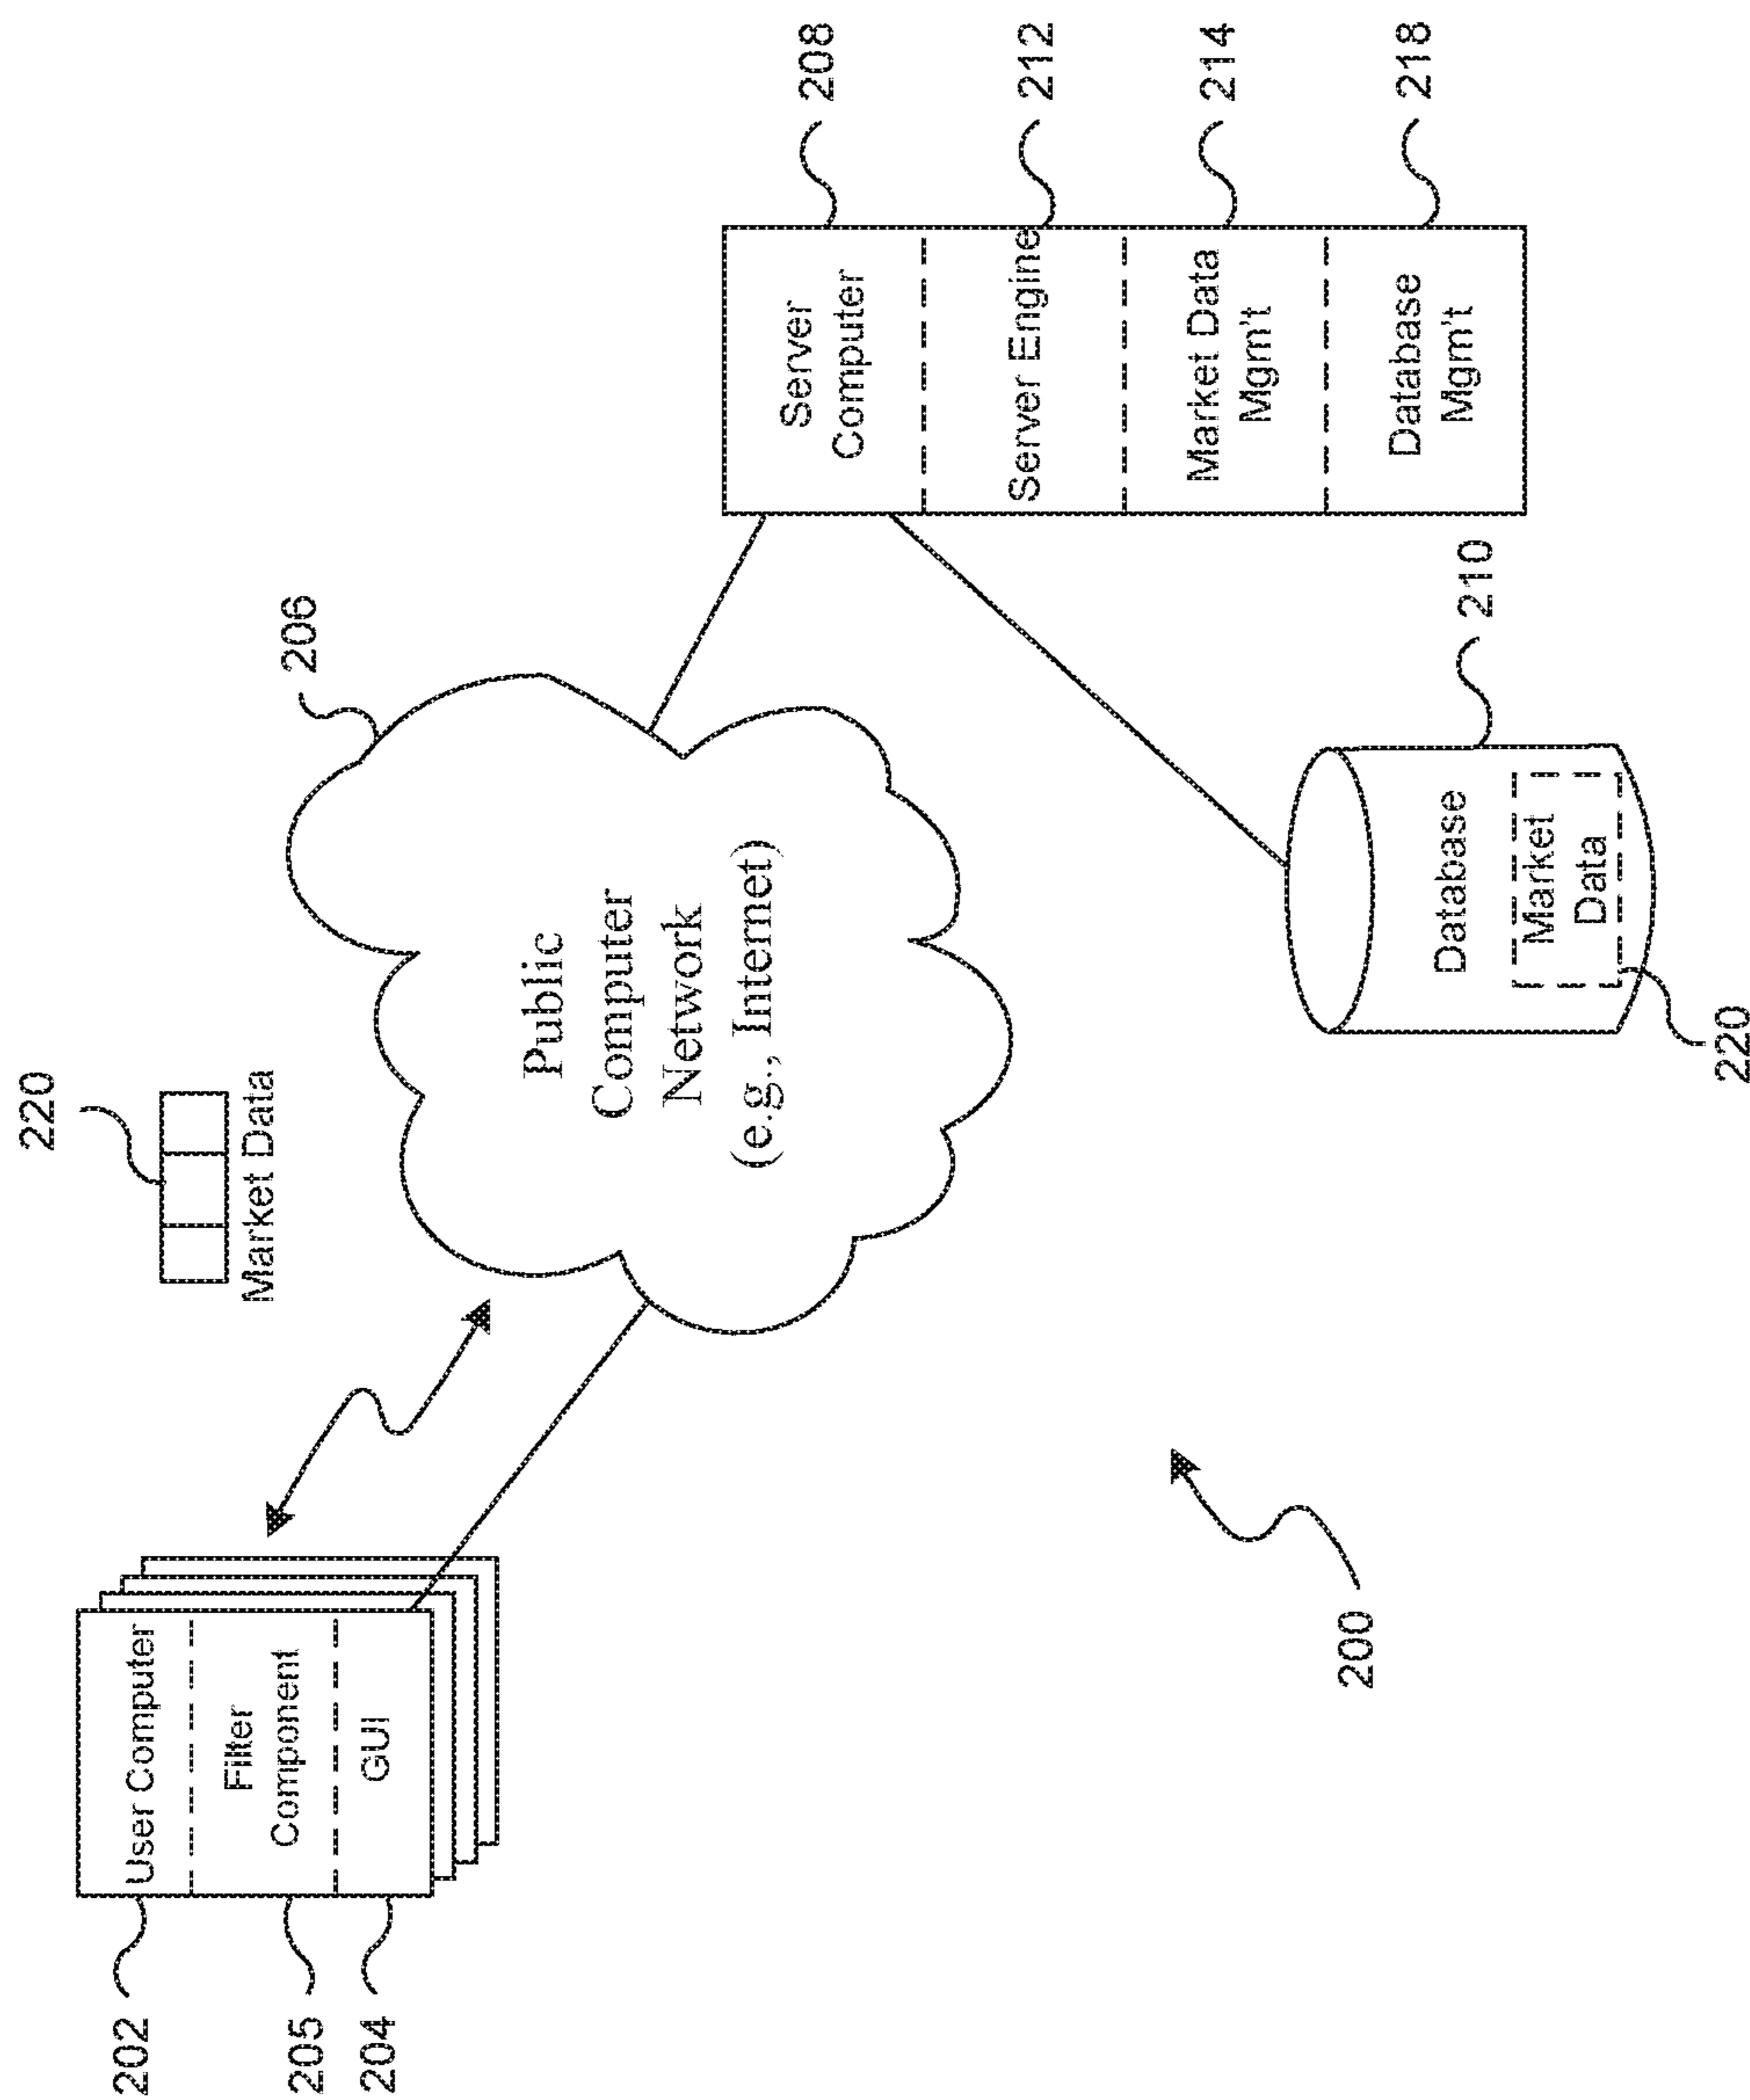 220
Market Data
202
User Computer
205
Filter
Component
204
GUI
206
Public
Computer
Network
(e.g., Internet)
208
Server
Computer
212
Server Engine
214
Market Data
Mgm't
218
Database
Mgm't
210
Database
Market
Data
220
200